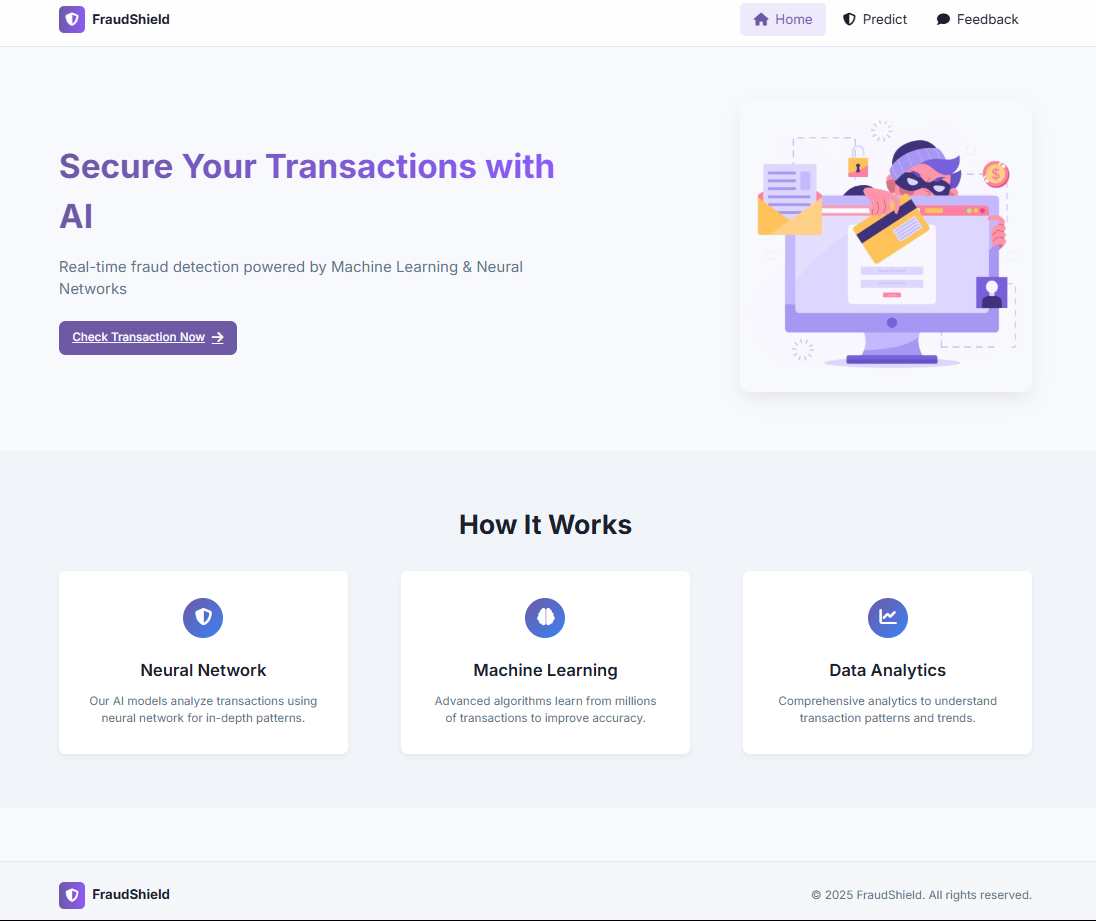 FraudShield
Home
Predict
Feedback
Secure Your Transactions with
AI
Real-time fraud detection powered by Machine Learning & Neural
Networks
Check Transaction Now
$
How It Works
Neural Network
Our AI models analyze transactions using
neural network for in-depth patterns.
Machine Learning
Advanced algorithms learn from millions
of transactions to improve accuracy.
Data Analytics
Comprehensive analytics to understand
transaction patterns and trends.
FraudShield
© 2025 FraudShield. All rights reserved.